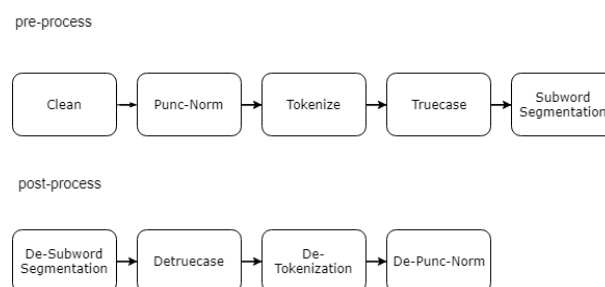 pre-process
Clean
Punc-Norm
Tokenize
Truecase
Subword
Segmentation
post-process
De-Subword
Segmentation
Detruecase
De-
Tokenization
De-Punc-Norm